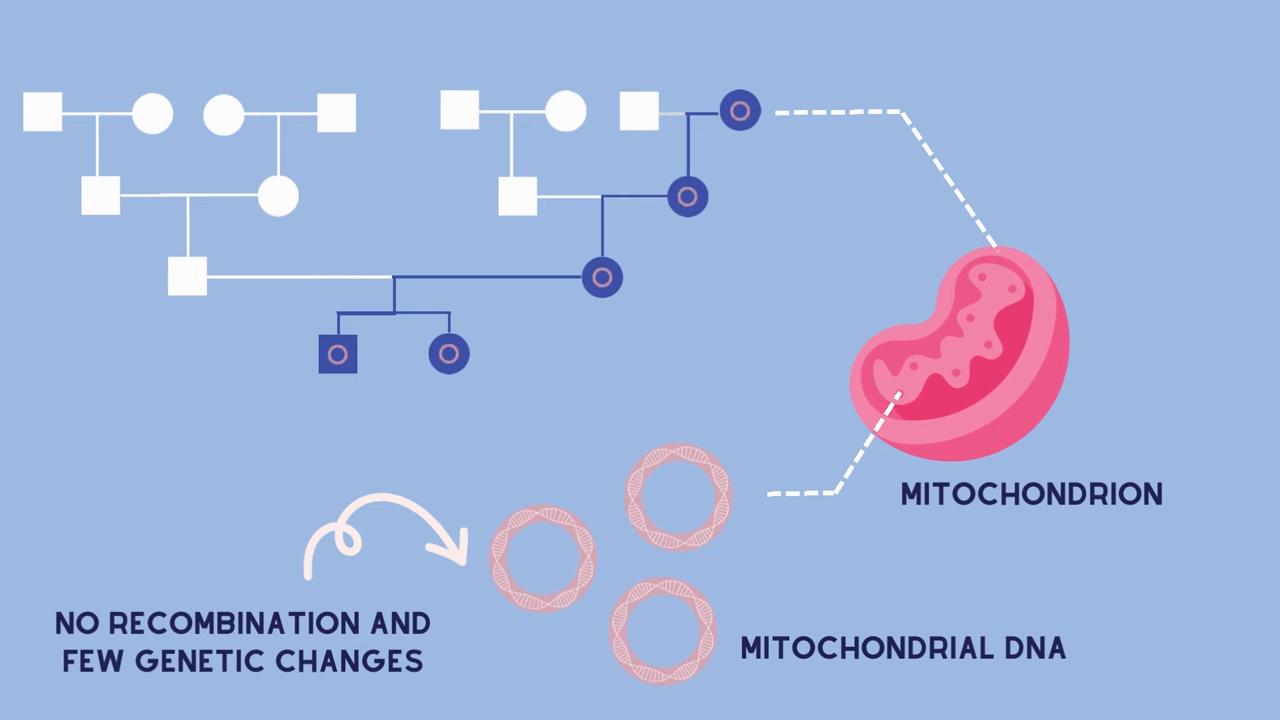 MITOCHONDRION
NO RECOMBINATION AND
FEW GENETIC CHANGES
MITOCHONDRIAL DNA